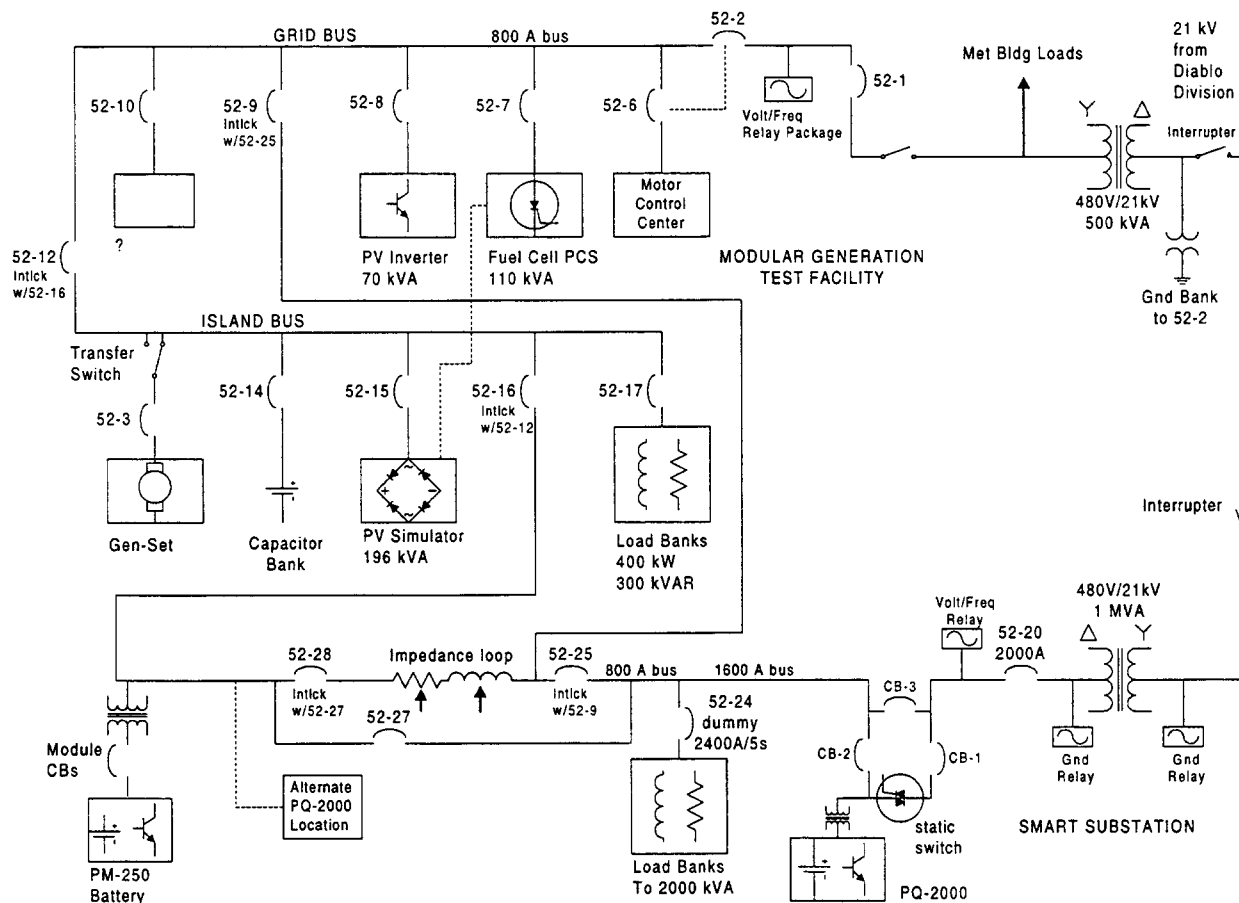 52-2
GRID BUS
800 A bus
21 kV
from
Diablo
Division
Met Bldg Loads
52-10
52-9
Intlck
w/52-25
52-8
52-7
52-6
52-1
Volt/Freq
Relay Package
Interrupter
Motor
Control
Center
480V/21kV
500 kVA
?
PV Inverter
70 kVA
Fuel Cell PCS
110 kVA
MODULAR GENERATION
TEST FACILITY
52-12
Intlck
w/52-16
Gnd Bank
to 52-2
ISLAND BUS
Transfer
Switch
52-3
52-14
52-15
52-16
Intlck
w/52-12
52-17
~
+
-
~
Gen-Set
Capacitor
Bank
PV Simulator
196 kVA
Load Banks
400 kW
300 kVAR
Interrupter
480V/21kV
1 MVA
Volt/Freq
Relay
52-20
2000A
Δ
Y
52-28
Intlck
w/52-27
Impedance loop
52-25
Intlck
w/52-9
800 A bus
1600 A bus
52-27
52-24
dummy
2400A/5s
CB-3
CB-2
CB-1
Gnd
Relay
Gnd
Relay
Module
CBs
Alternate
PQ-2000
Location
static
switch
SMART SUBSTATION
PM-250
Battery
Load Banks
To 2000 kVA
PQ-2000
Y
Δ